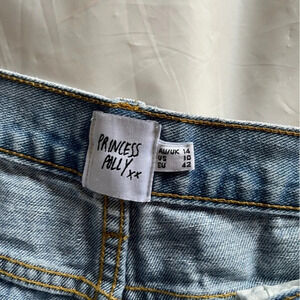 PRINCESS
POLLY xx
AU/UK 14
US 10
EU 42